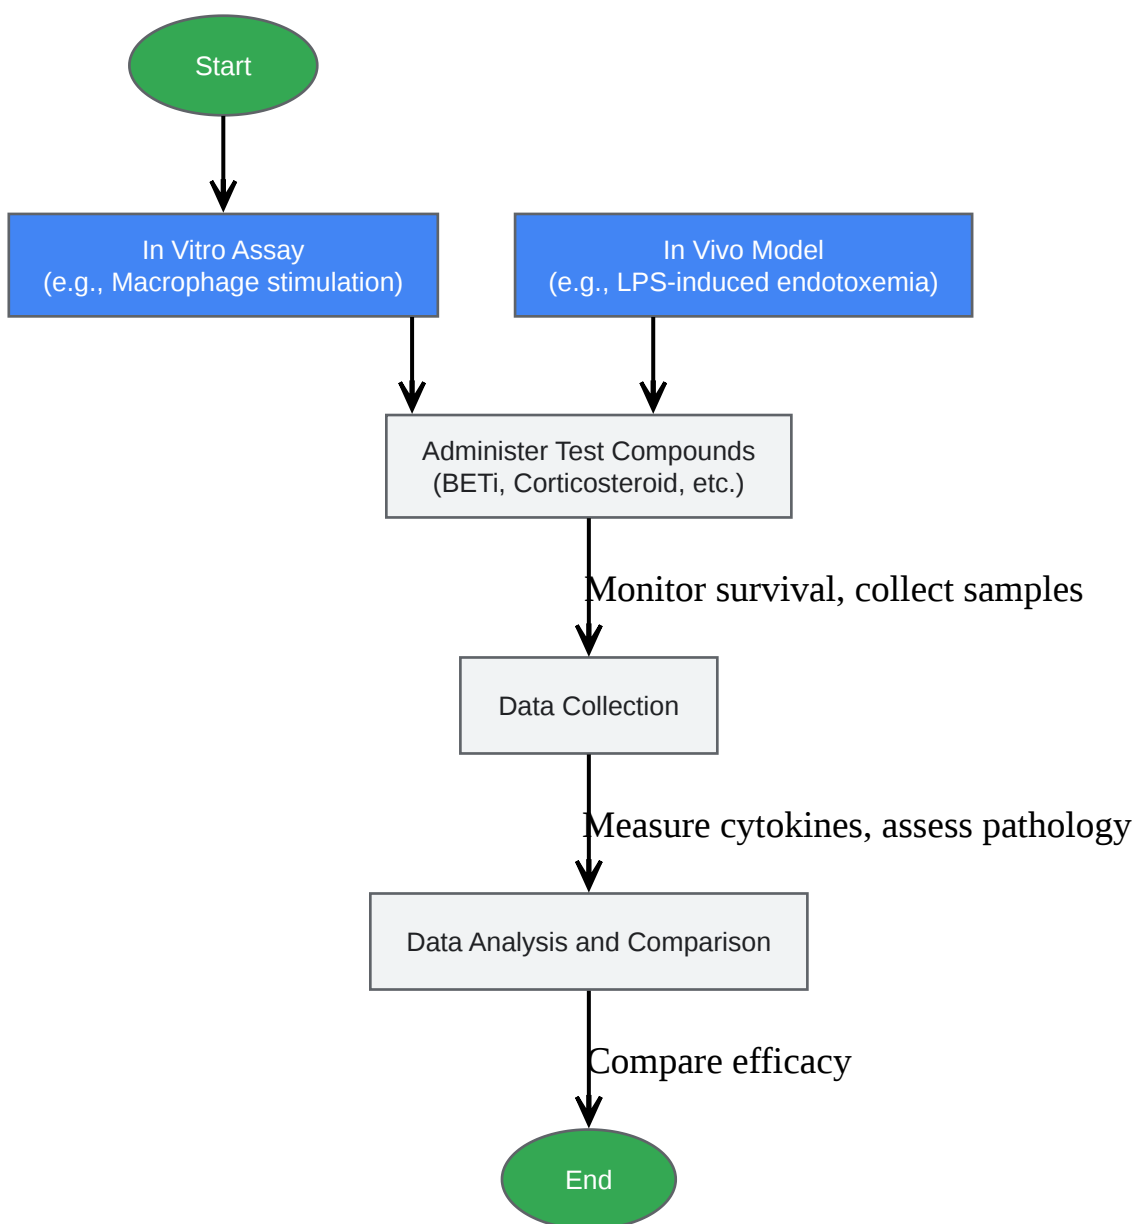 Start
In Vitro Assay
(e.g., Macrophage stimulation)
In Vivo Model
(e.g., LPS-induced endotoxemia)
Administer Test Compounds
(BETi, Corticosteroid, etc.)
Monitor survival, collect samples
Data Collection
Measure cytokines, assess pathology
Data Analysis and Comparison
Compare efficacy
End